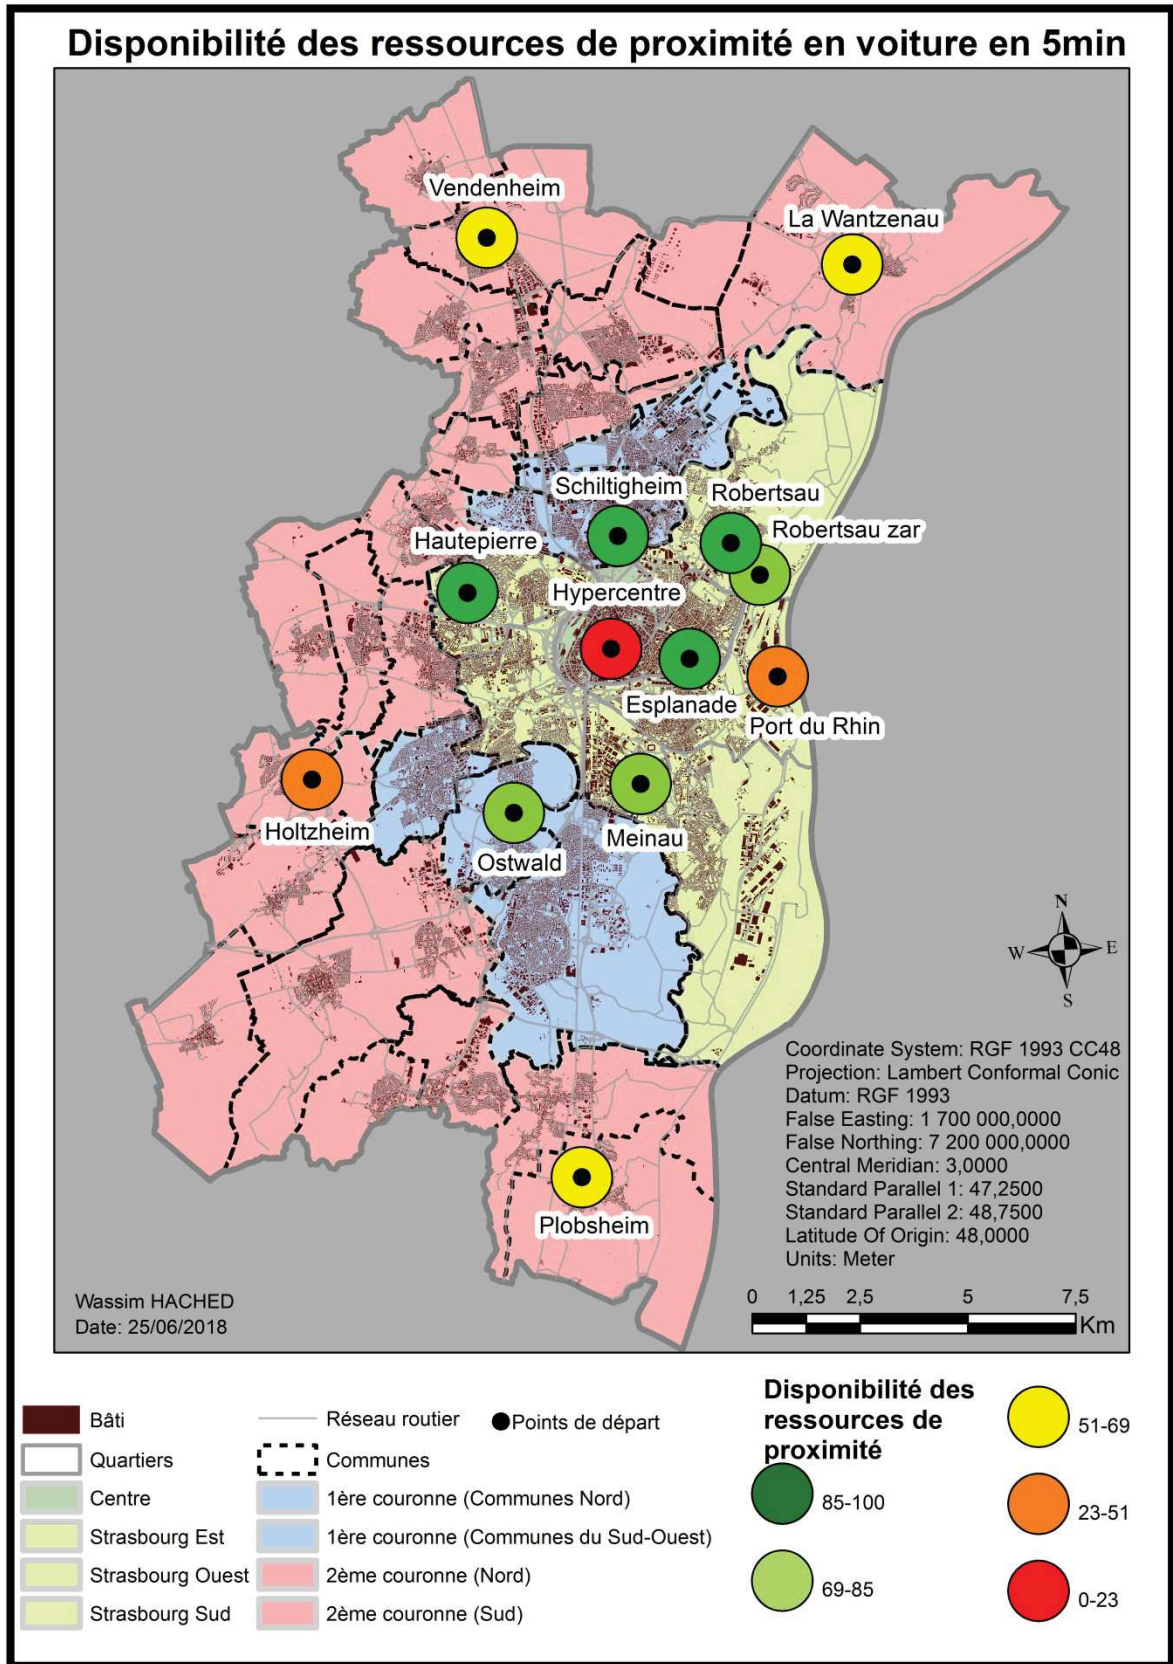 Disponibilité des ressources de proximité en voiture en 5min
Vendenheim
La Wantzenau
Schiltigheim
Robertsau
Robertsau zar
Hautepierre
Hypercentre
Esplanade
Port du Rhin
Holtzheim
Ostwald
Meinau
Plobsheim
N
W
E
S
Coordinate System: RGF 1993 CC48
Projection: Lambert Conformal Conic
Datum: RGF 1993
False Easting: 1 700 000,0000
False Northing: 7 200 000,0000
Central Meridian: 3,0000
Standard Parallel 1: 47,2500
Standard Parallel 2: 48,7500
Latitude Of Origin: 48,0000
Units: Meter
Wassim HACHED
Date: 25/06/2018
0 1,25 2,5 5 7,5
Km
Bâti
Quartiers
Centre
Strasbourg Est
Strasbourg Ouest
Strasbourg Sud
Réseau routier
Communes
1ère couronne (Communes Nord)
1ère couronne (Communes du Sud-Ouest)
2ème couronne (Nord)
2ème couronne (Sud)
Points de départ
Disponibilité des
ressources de
proximité
85-100
69-85
51-69
23-51
0-23